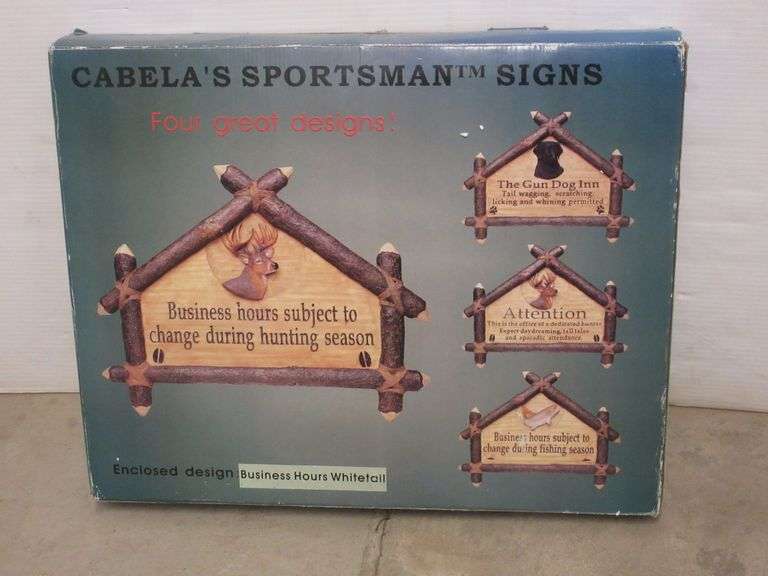 CABELA'S SPORTSMAN™ SIGNS
Four great designs!
Business hours subject to
change during hunting season
The Gun Dog Inn
Tail wagging, scratching,
licking and whining permitted
Attention
This is the office of a dedicated hunter
Expect daydreaming, tall tales
and sporadic attendance.
Business hours subject to
change during fishing season
Enclosed design: Business Hours Whitetail